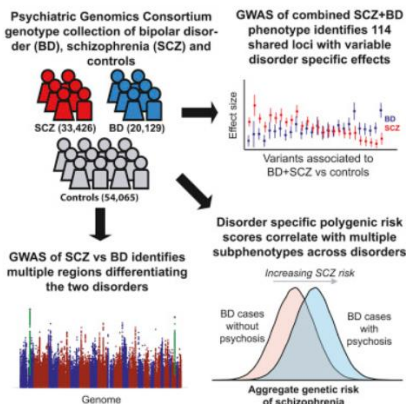 Psychiatric Genomics Consortium
genotype collection of bipolar disor-
der (BD), schizophrenia (SCZ) and
controls
SCZ (33,426)
BD (20,129)
Controls (54,065)
GWAS of combined SCZ+BD
phenotype identifies 114
shared loci with variable
disorder specific effects
Effect size
BD
SCZ
Variants associated to
BD+SCZ vs controls
GWAS of SCZ vs BD identifies
multiple regions differentiating
the two disorders
Genome
Disorder specific polygenic risk
scores correlate with multiple
subphenotypes across disorders
Increasing SCZ risk
BD cases
without
psychosis
BD cases
with
psychosis
Aggregate genetic risk
of schizophrenia